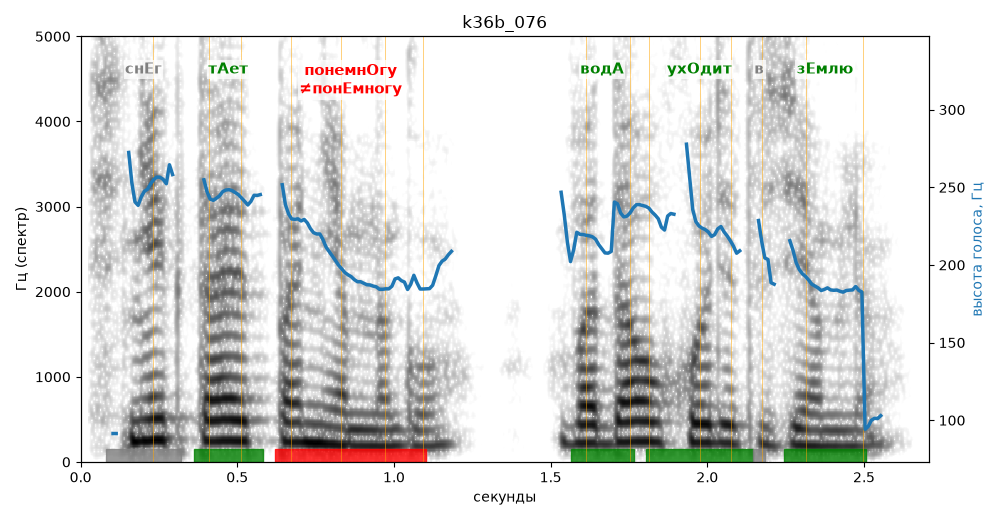 k36b_076
5000
4000
3000
2000
1000
0
Гц (спектр)
снЕг
тАет
понемнОгу
≠понЕмногу
водА
ухОдит
в
зЕмлю
300
250
200
150
100
высота голоса, Гц
0.0 0.5 1.0 1.5 2.0 2.5
секунды